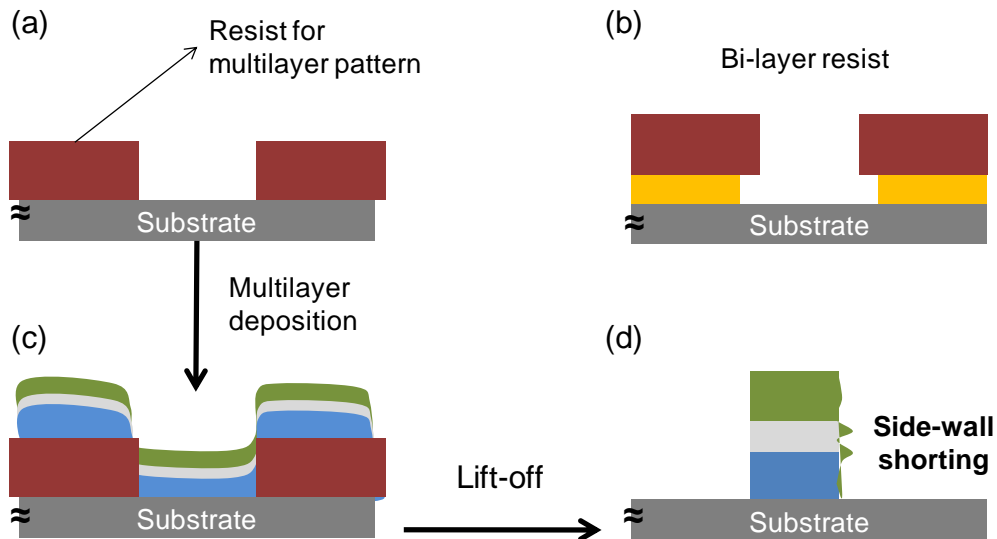 (a)
Resist for
multilayer pattern
Substrate
≈
(b)
Bi-layer resist
Substrate
≈
Multilayer
deposition
(c)
Substrate
≈
Lift-off
(d)
Side-wall
shorting
Substrate
≈